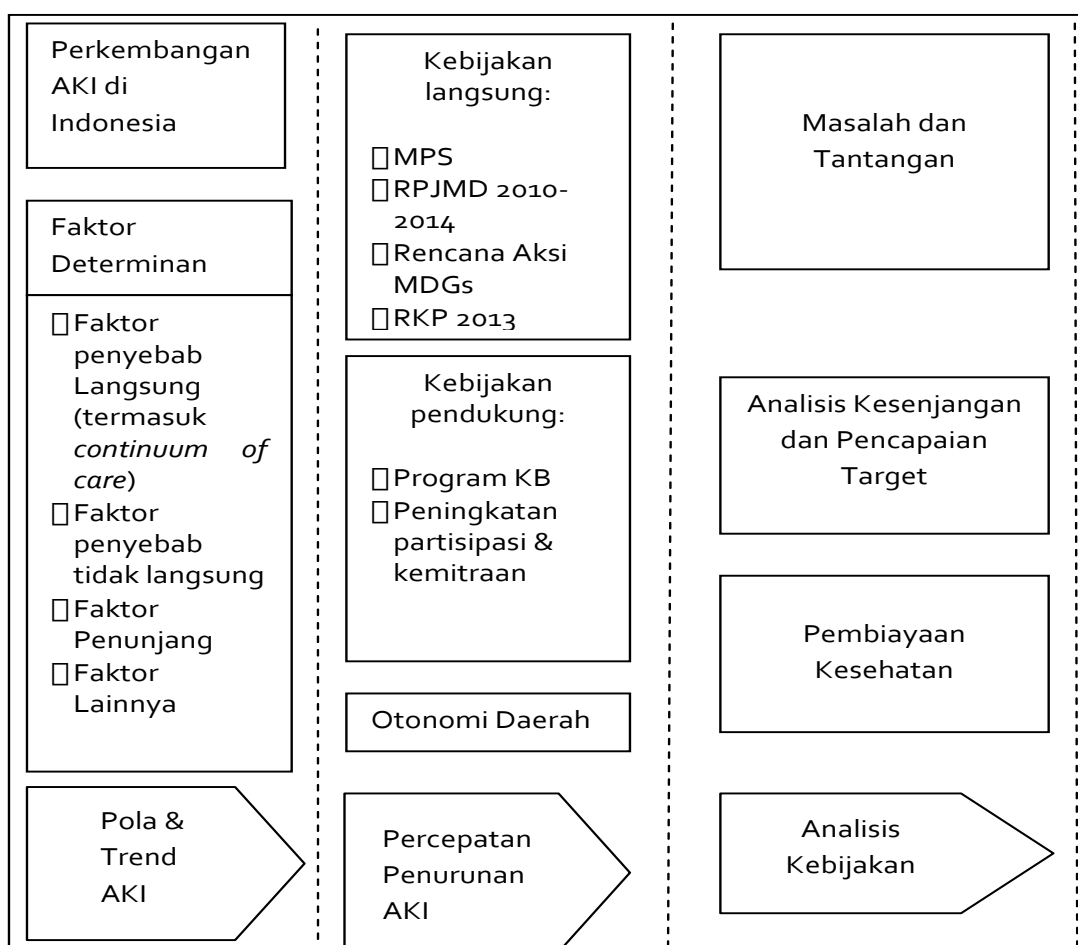 Perkembangan
AKI di
Indonesia
Faktor
Determinan
Faktor
penyebab
Langsung
(termasuk
continuum of
care)
Faktor
penyebab
tidak langsung
Faktor
Penunjang
Faktor
Lainnya
Pola &
Trend
AKI
Kebijakan
langsung:
MPS
RPJMD 2010-
2014
Rencana Aksi
MDGs
RKP 2013
Kebijakan
pendukung:
Program KB
Peningkatan
partisipasi &
kemitraan
Otonomi Daerah
Percepatan
Penurunan
AKI
Masalah dan
Tantangan
Analisis Kesenjangan
dan Pencapaian
Target
Pembiayaan
Kesehatan
Analisis
Kebijakan